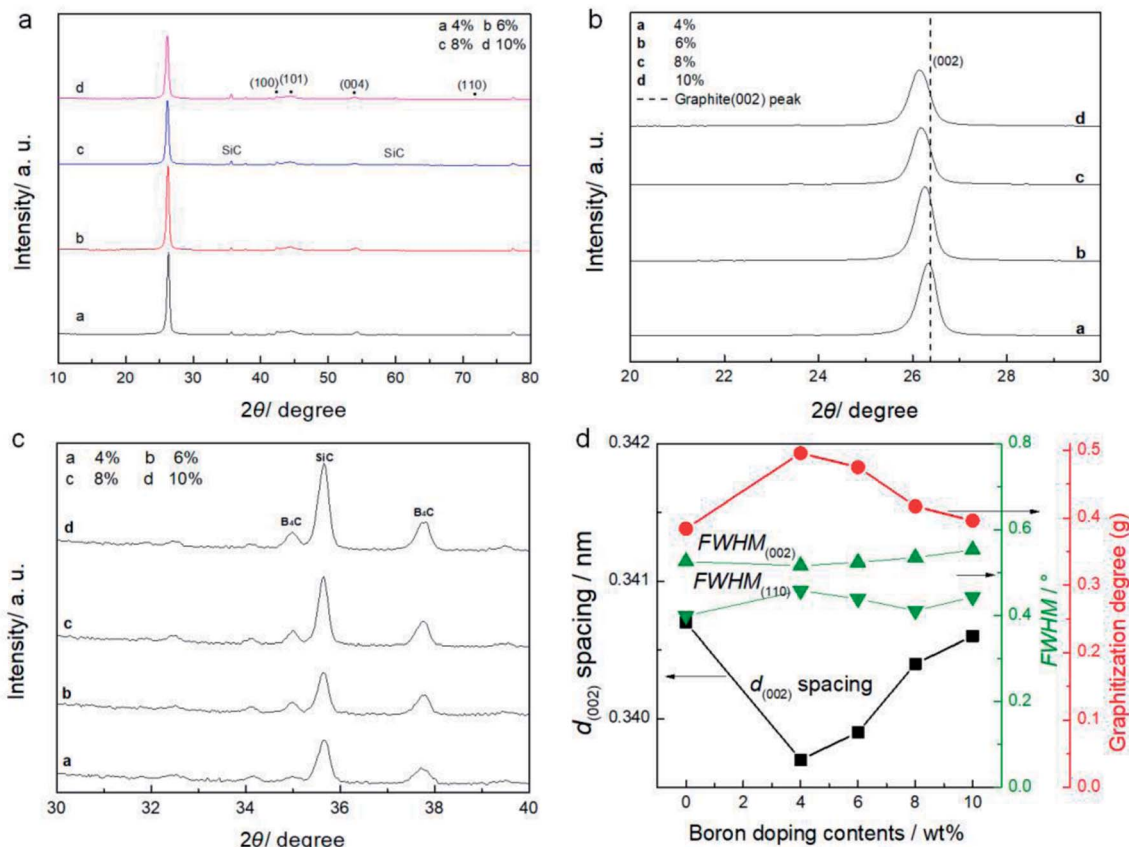 a
a 4% b 6%
c 8% d 10%
d
(100) (101)
(004)
(110)
c
SiC
SiC
b
a
Intensity/ a. u.
10 20 30 40 50 60 70 80
2θ/ degree
b
a 4%
b 6%
c 8%
d 10%
Graphite(002) peak
(002)
d
c
b
a
Intensity/ a. u.
20 22 24 26 28 30
2θ/ degree
c
a 4% b 6%
c 8% d 10%
SiC
B₄C
B₄C
d
c
b
a
Intensity/ a. u.
30 32 34 36 38 40
2θ/ degree
d
0.342
0.341
0.340
d(002) spacing / nm
FWHM(002)
FWHM(110)
d(002) spacing
0.8
0.6
0.4
0.2
0.0
FWHM / °
0.5
0.4
0.3
0.2
0.1
0.0
Graphitization degree (g)
0 2 4 6 8 10
Boron doping contents / wt%